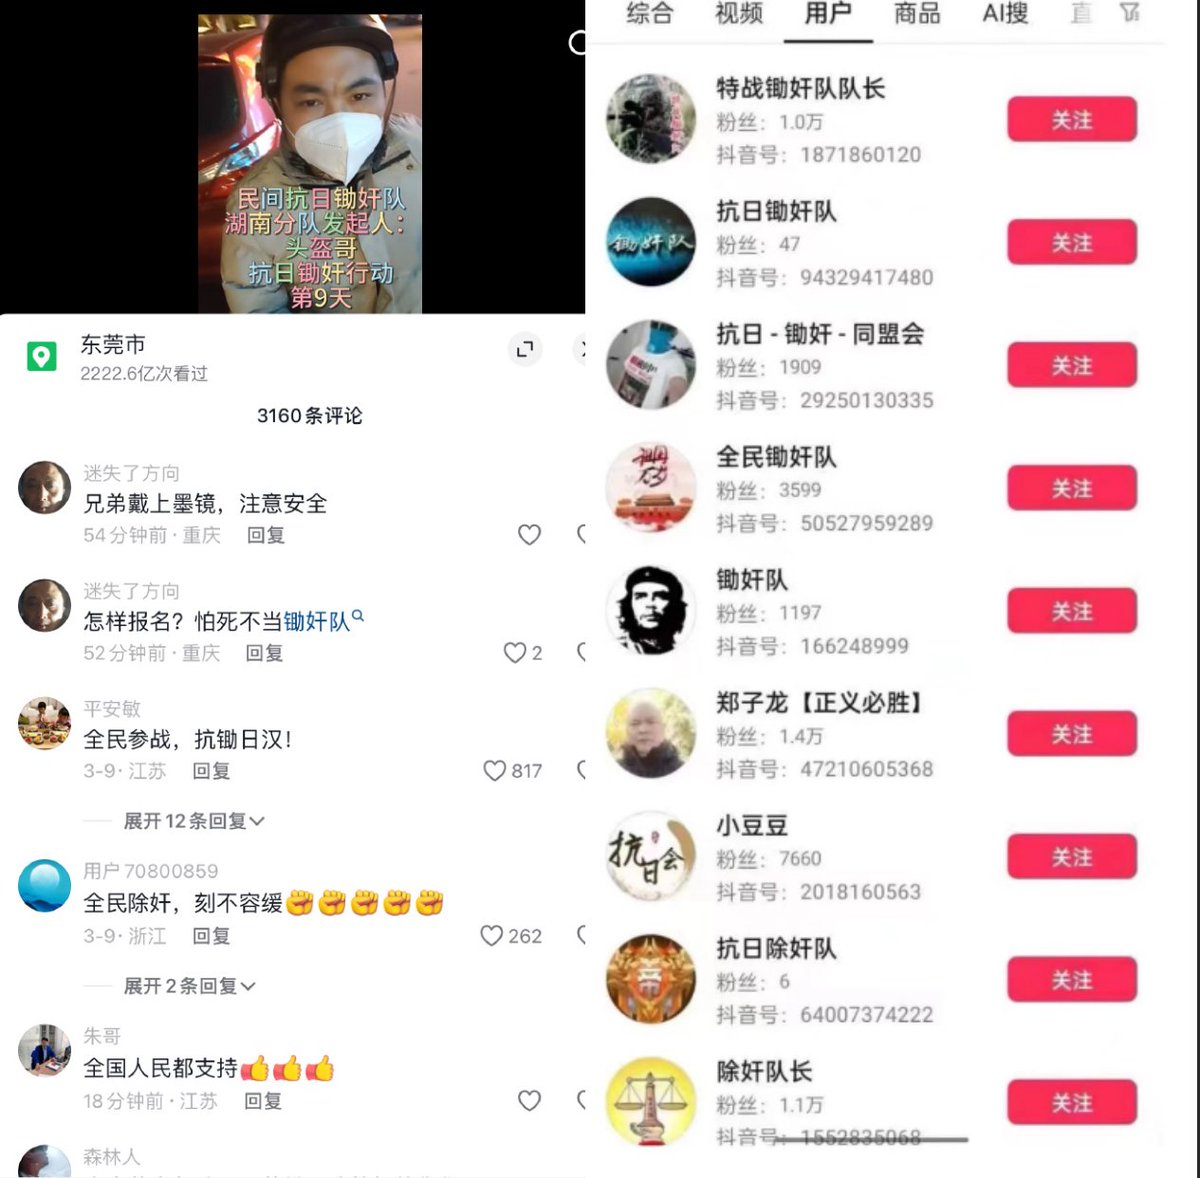 民间抗日锄奸队
湖南分队发起人：
头盔哥
抗日锄奸行动
第9天
东莞市
2222.6亿次看过
3160条评论
迷失了方向
兄弟戴上墨镜，注意安全
54分钟前·重庆 回复
迷失了方向
怎样报名？怕死不当锄奸队
52分钟前·重庆 回复
2
平安敏
全民参战，抗锄日汉！
3-9·江苏 回复
817
展开12条回复
用户70800859
全民除奸，刻不容缓✊✊✊✊✊
3-9·浙江 回复
262
展开2条回复
朱哥
全国人民都支持👍👍👍
18分钟前·江苏 回复
森林人
综合 视频 用户 商品 AI搜 直
特战锄奸队队长
粉丝：1.0万
抖音号：1871860120
关注
抗日锄奸队
粉丝：47
抖音号：94329417480
关注
锄奸队
抗日-锄奸-同盟会
粉丝：1909
抖音号：29250130335
关注
全民锄奸队
粉丝：3599
抖音号：50527959289
关注
锄奸队
粉丝：1197
抖音号：166248999
关注
郑子龙【正义必胜】
粉丝：1.4万
抖音号：47210605368
关注
小豆豆
粉丝：7660
抖音号：2018160563
关注
抗日会
抗日除奸队
粉丝：6
抖音号：64007374222
关注
除奸队长
粉丝：1.1万
抖音号：1552835068
关注